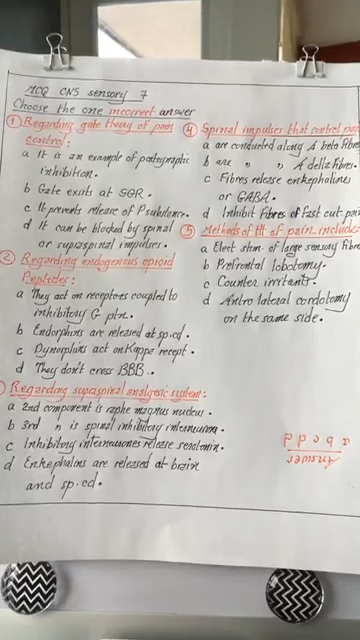 MCQ CNS sensory 7
Choose the one incorrect answer
① Regarding gate theory of pain
control:
a It is an example of postsynaptic
inhibition.
b Gate exists at SGR.
c It prevents release of P substance.
d It can be blocked by spinal
or supraspinal impulses.
② Regarding endogenous opioid
Peptides:
a They act on receptors coupled to
inhibitory G ptn.
b Endorphins are released at sp.cd.
c Dynorphins act on Kappa recept.
d They don't cross BBB.
Regarding supraspinal analgesic system:
a 2nd component is raphe magnus nucleus.
b 3rd " is spinal inhibitory interneuron.
c Inhibitory interneurones release serotonin.
d Enkephalins are released at brain
and sp.cd.
④ Spinal impulses that control pain
a are conducted along A beta fibres
b are " " A delta Fibres.
c Fibres release enkephalines
or GABA.
d Inhibit fibres of fast cut. pain
⑤ Methods of ttt of pain include:
a Elect stim. of large sensory fibre
b Prefrontal lobotomy.
c Counter irritants.
d Antro lateral cordotomy
on the same side.
Answer
a b c d d